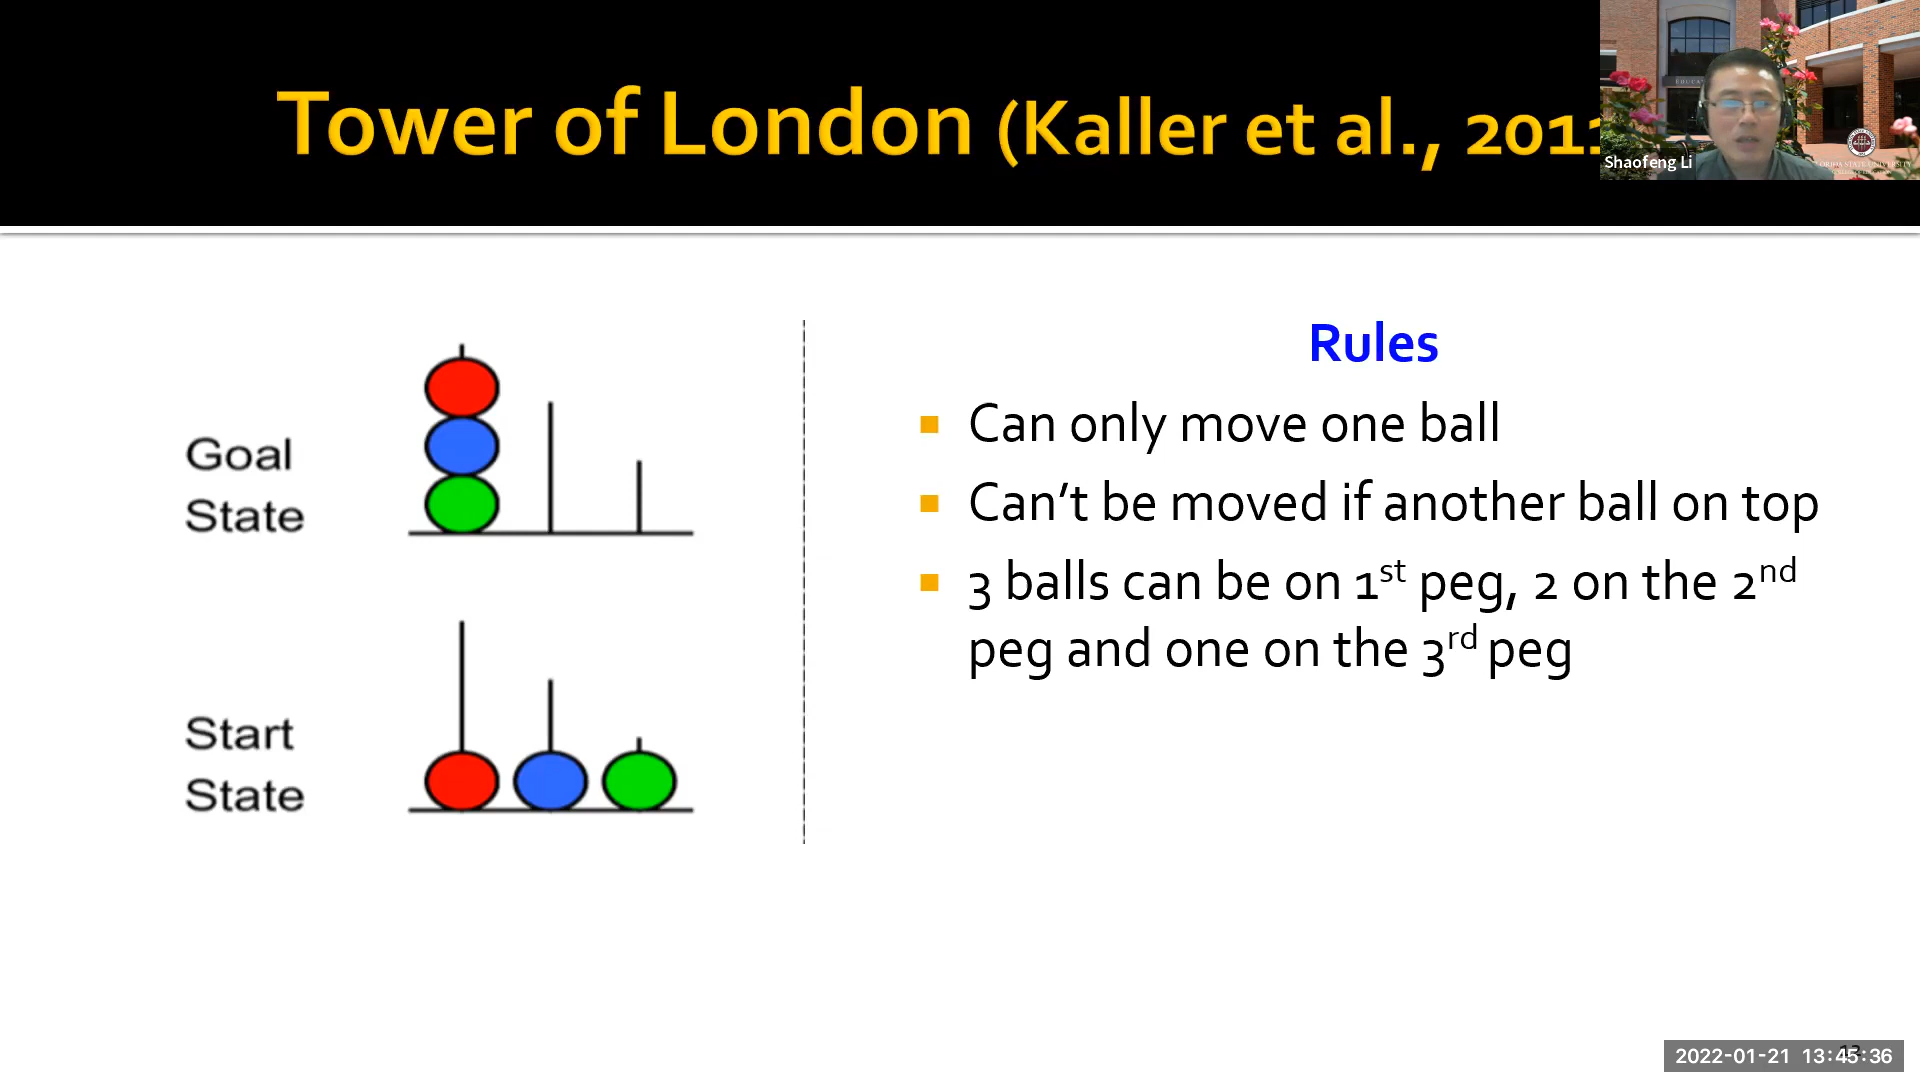 Tower of London (Kaller et al., 2011
Shaofeng Li
Rules
Can only move one ball
Can't be moved if another ball on top
3 balls can be on 1st peg, 2 on the 2nd
peg and one on the 3rd peg
Goal
State
Start
State
2022-01-21 13:45:36